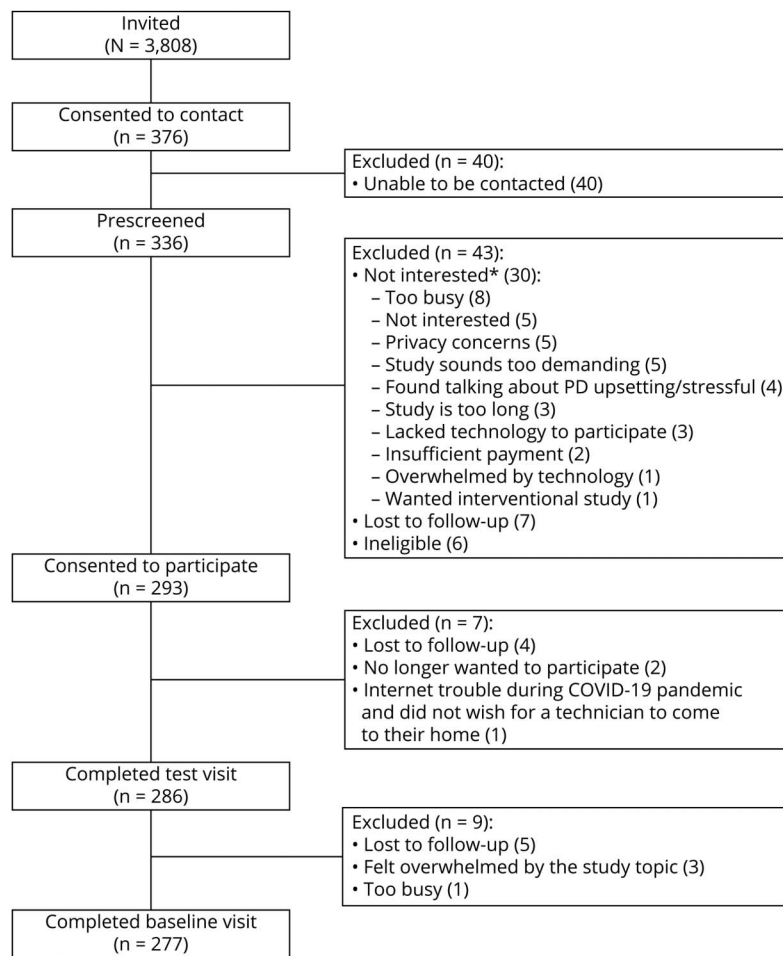 Invited
(N = 3,808)
Consented to contact
(n = 376)
Excluded (n = 40):
• Unable to be contacted (40)
Prescreened
(n = 336)
Excluded (n = 43):
• Not interested* (30):
– Too busy (8)
– Not interested (5)
– Privacy concerns (5)
– Study sounds too demanding (5)
– Found talking about PD upsetting/stressful (4)
– Study is too long (3)
– Lacked technology to participate (3)
– Insufficient payment (2)
– Overwhelmed by technology (1)
– Wanted interventional study (1)
• Lost to follow-up (7)
• Ineligible (6)
Consented to participate
(n = 293)
Excluded (n = 7):
• Lost to follow-up (4)
• No longer wanted to participate (2)
• Internet trouble during COVID-19 pandemic
and did not wish for a technician to come
to their home (1)
Completed test visit
(n = 286)
Excluded (n = 9):
• Lost to follow-up (5)
• Felt overwhelmed by the study topic (3)
• Too busy (1)
Completed baseline visit
(n = 277)